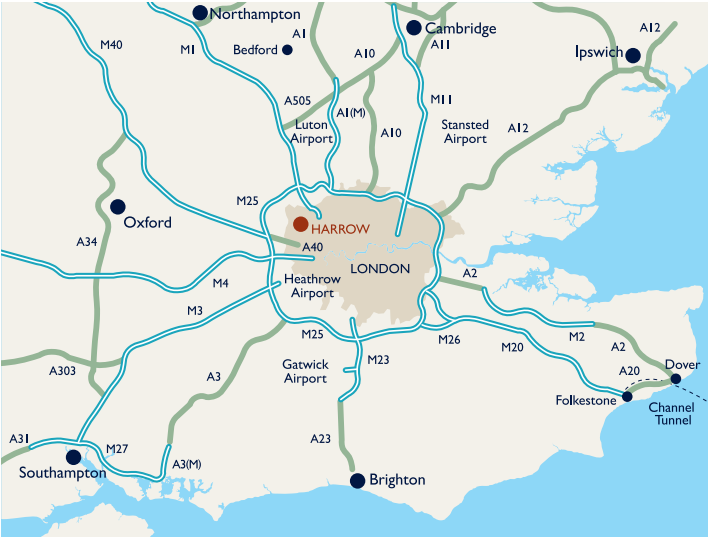 Northampton
A1
M40
M1
Bedford
A10
Cambridge
A11
A12
Ipswich
A505
A1(M)
Luton
Airport
A10
M11
Stansted
Airport
A12
M25
Oxford
HARROW
A34
A40
LONDON
M4
Heathrow
Airport
A2
M3
M25
M23
M26
M20
M2
A2
A303
A3
Gatwick
Airport
A20
Dover
Folkestone
Channel
Tunnel
A31
M27
A3(M)
A23
Southampton
Brighton